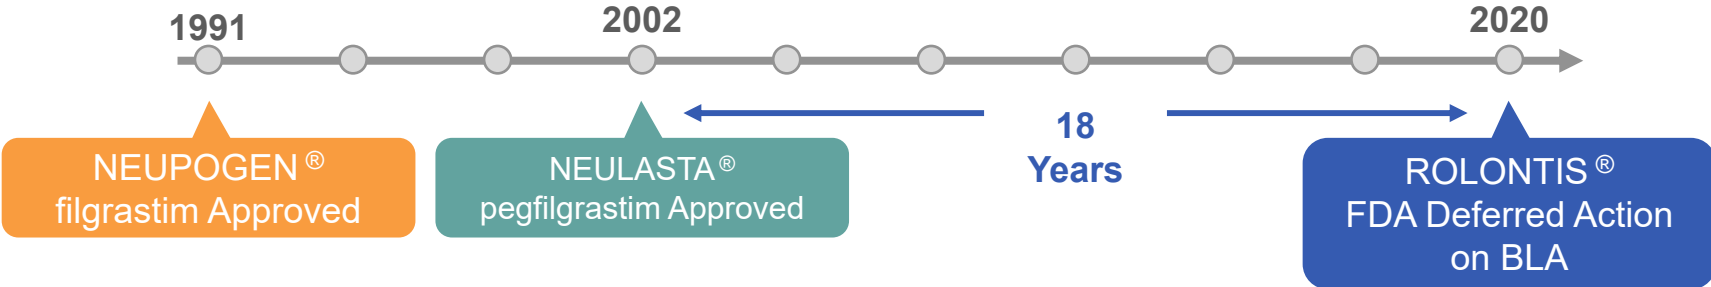 1991
2002
2020
18
Years
NEUPOGEN ®
filgrastim Approved
NEULASTA ®
pegfilgrastim Approved
ROLONTIS ®
FDA Deferred Action
on BLA